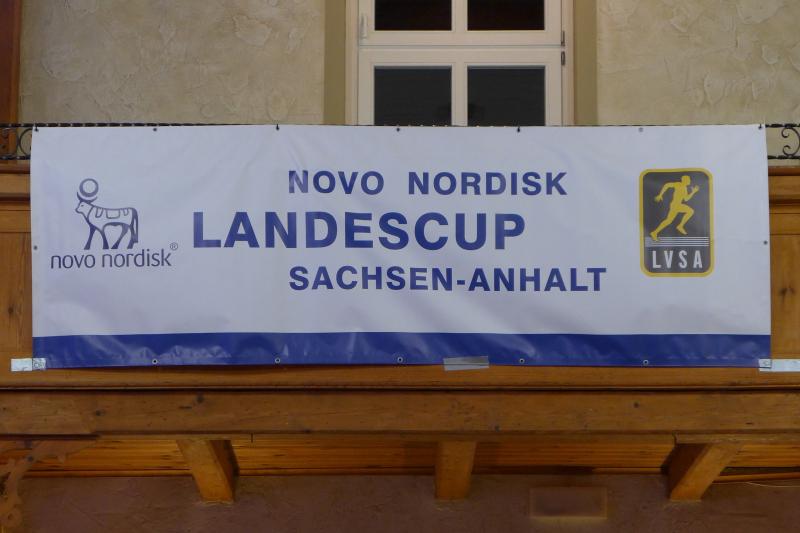 NOVO NORDISK
LANDESCUP
SACHSEN-ANHALT
novo nordisk®
LVSA